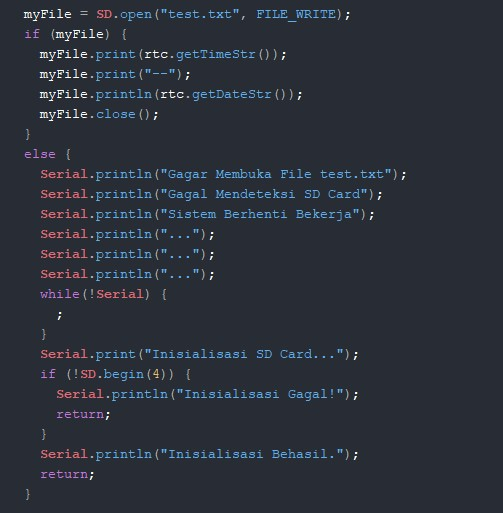 myFile = SD.open("test.txt", FILE_WRITE);
if (myFile) {
  myFile.print(rtc.getTimeStr());
  myFile.print("--");
  myFile.println(rtc.getDateStr());
  myFile.close();
}
else {
  Serial.println("Gagar Membuka File test.txt");
  Serial.println("Gagal Mendeteksi SD Card");
  Serial.println("Sistem Berhenti Bekerja");
  Serial.println("...");
  Serial.println("...");
  Serial.println("...");
  while(!Serial) {
    ;
  }
  Serial.print("Inisialisasi SD Card...");
  if (!SD.begin(4)) {
    Serial.println("Inisialisasi Gagal!");
    return;
  }
  Serial.println("Inisialisasi Behasil.");
  return;
}